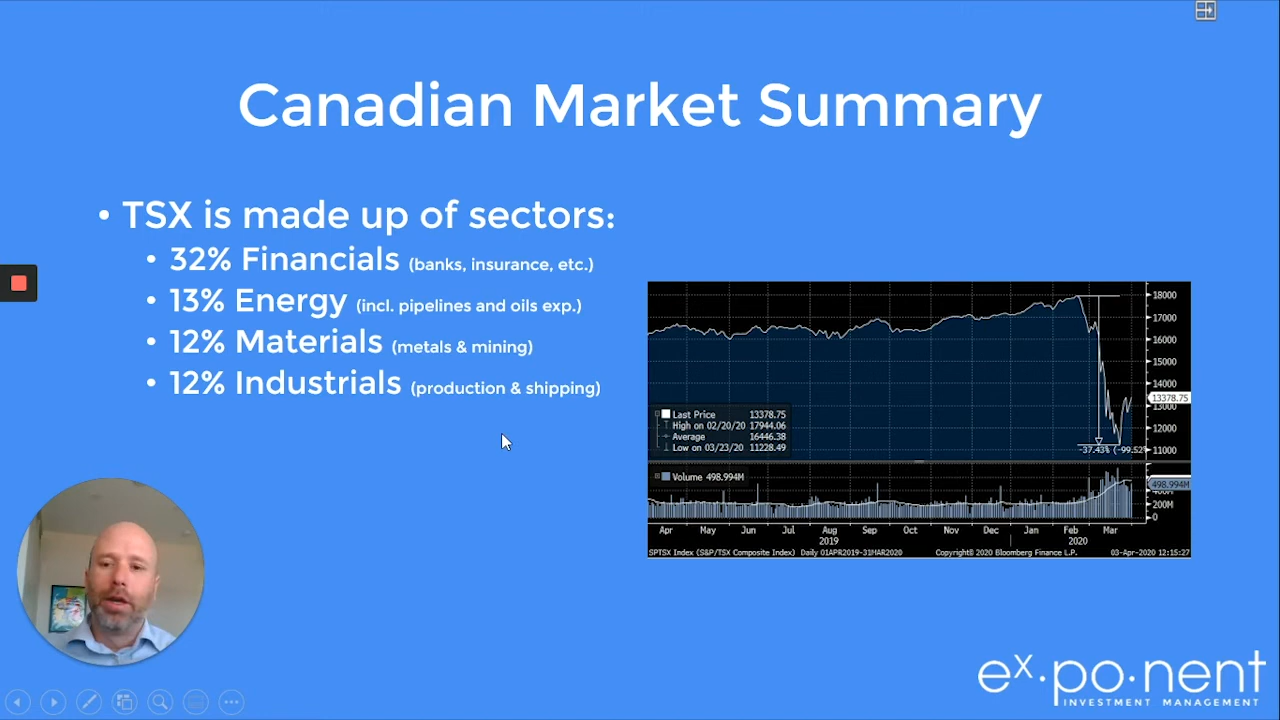 Canadian Market Summary
• TSX is made up of sectors:
• 32% Financials (banks, insurance, etc.)
• 13% Energy (incl. pipelines and oils exp.)
• 12% Materials (metals & mining)
• 12% Industrials (production & shipping)
18000
17000
16000
15000
14000
13378.75
13000
12000
11000
Last Price 13378.75
High on 02/20/20 17944.06
Average 16446.38
Low on 03/23/20 11228.49
-37.43% (-99.52%
Volume 498.994M
498.994M
400M
200M
0
Apr May Jun Jul Aug Sep Oct Nov Dec Jan Feb Mar
2019 2020
SPTSX Index (S&P/TSX Composite Index) Daily 01APR2019-31MAR2020 Copyright© 2020 Bloomberg Finance L.P. 03-Apr-2020 12:15:27
ex·po·nent
INVESTMENT MANAGEMENT